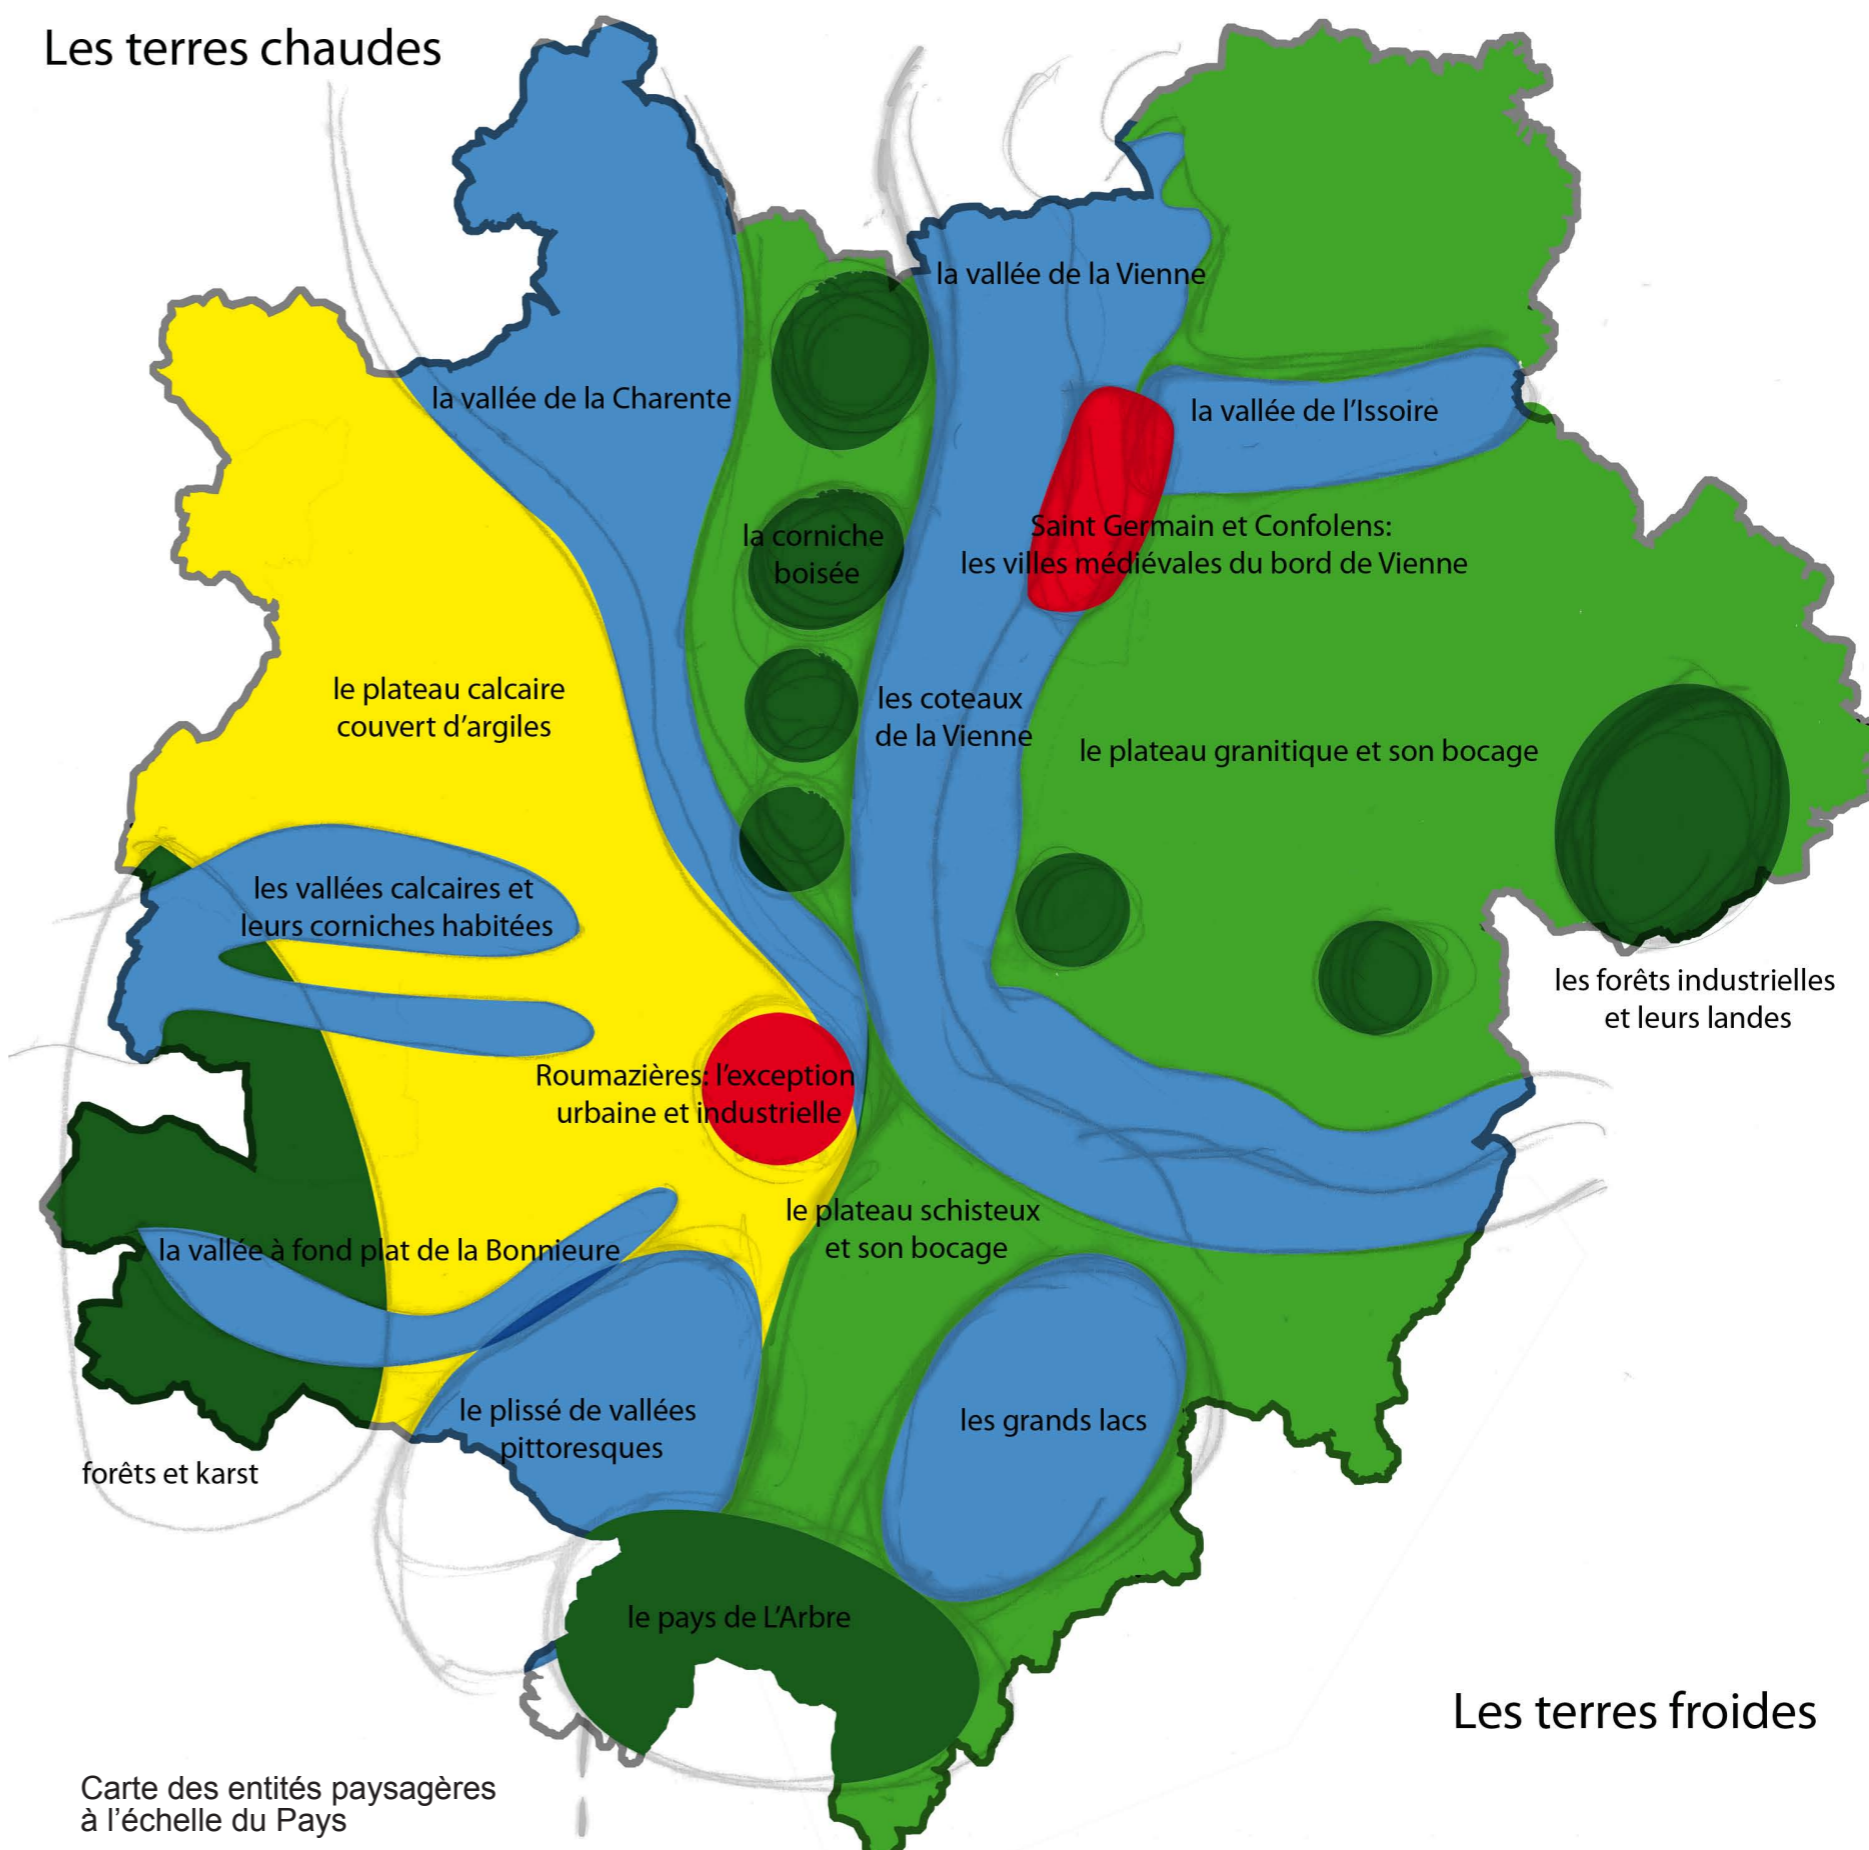 Les terres chaudes
la vallée de la Vienne
la vallée de la Charente
la vallée de l'Issoire
la corniche
boisée
Saint Germain et Confolens:
les villes médiévales du bord de Vienne
le plateau calcaire
couvert d'argiles
les coteaux
de la Vienne
le plateau granitique et son bocage
les vallées calcaires et
leurs corniches habitées
les forêts industrielles
et leurs landes
Roumazières: l'exception
urbaine et industrielle
le plateau schisteux
et son bocage
la vallée à fond plat de la Bonnieure
le plissé de vallées
pittoresques
les grands lacs
forêts et karst
le pays de L'Arbre
Les terres froides
Carte des entités paysagères
à l'échelle du Pays